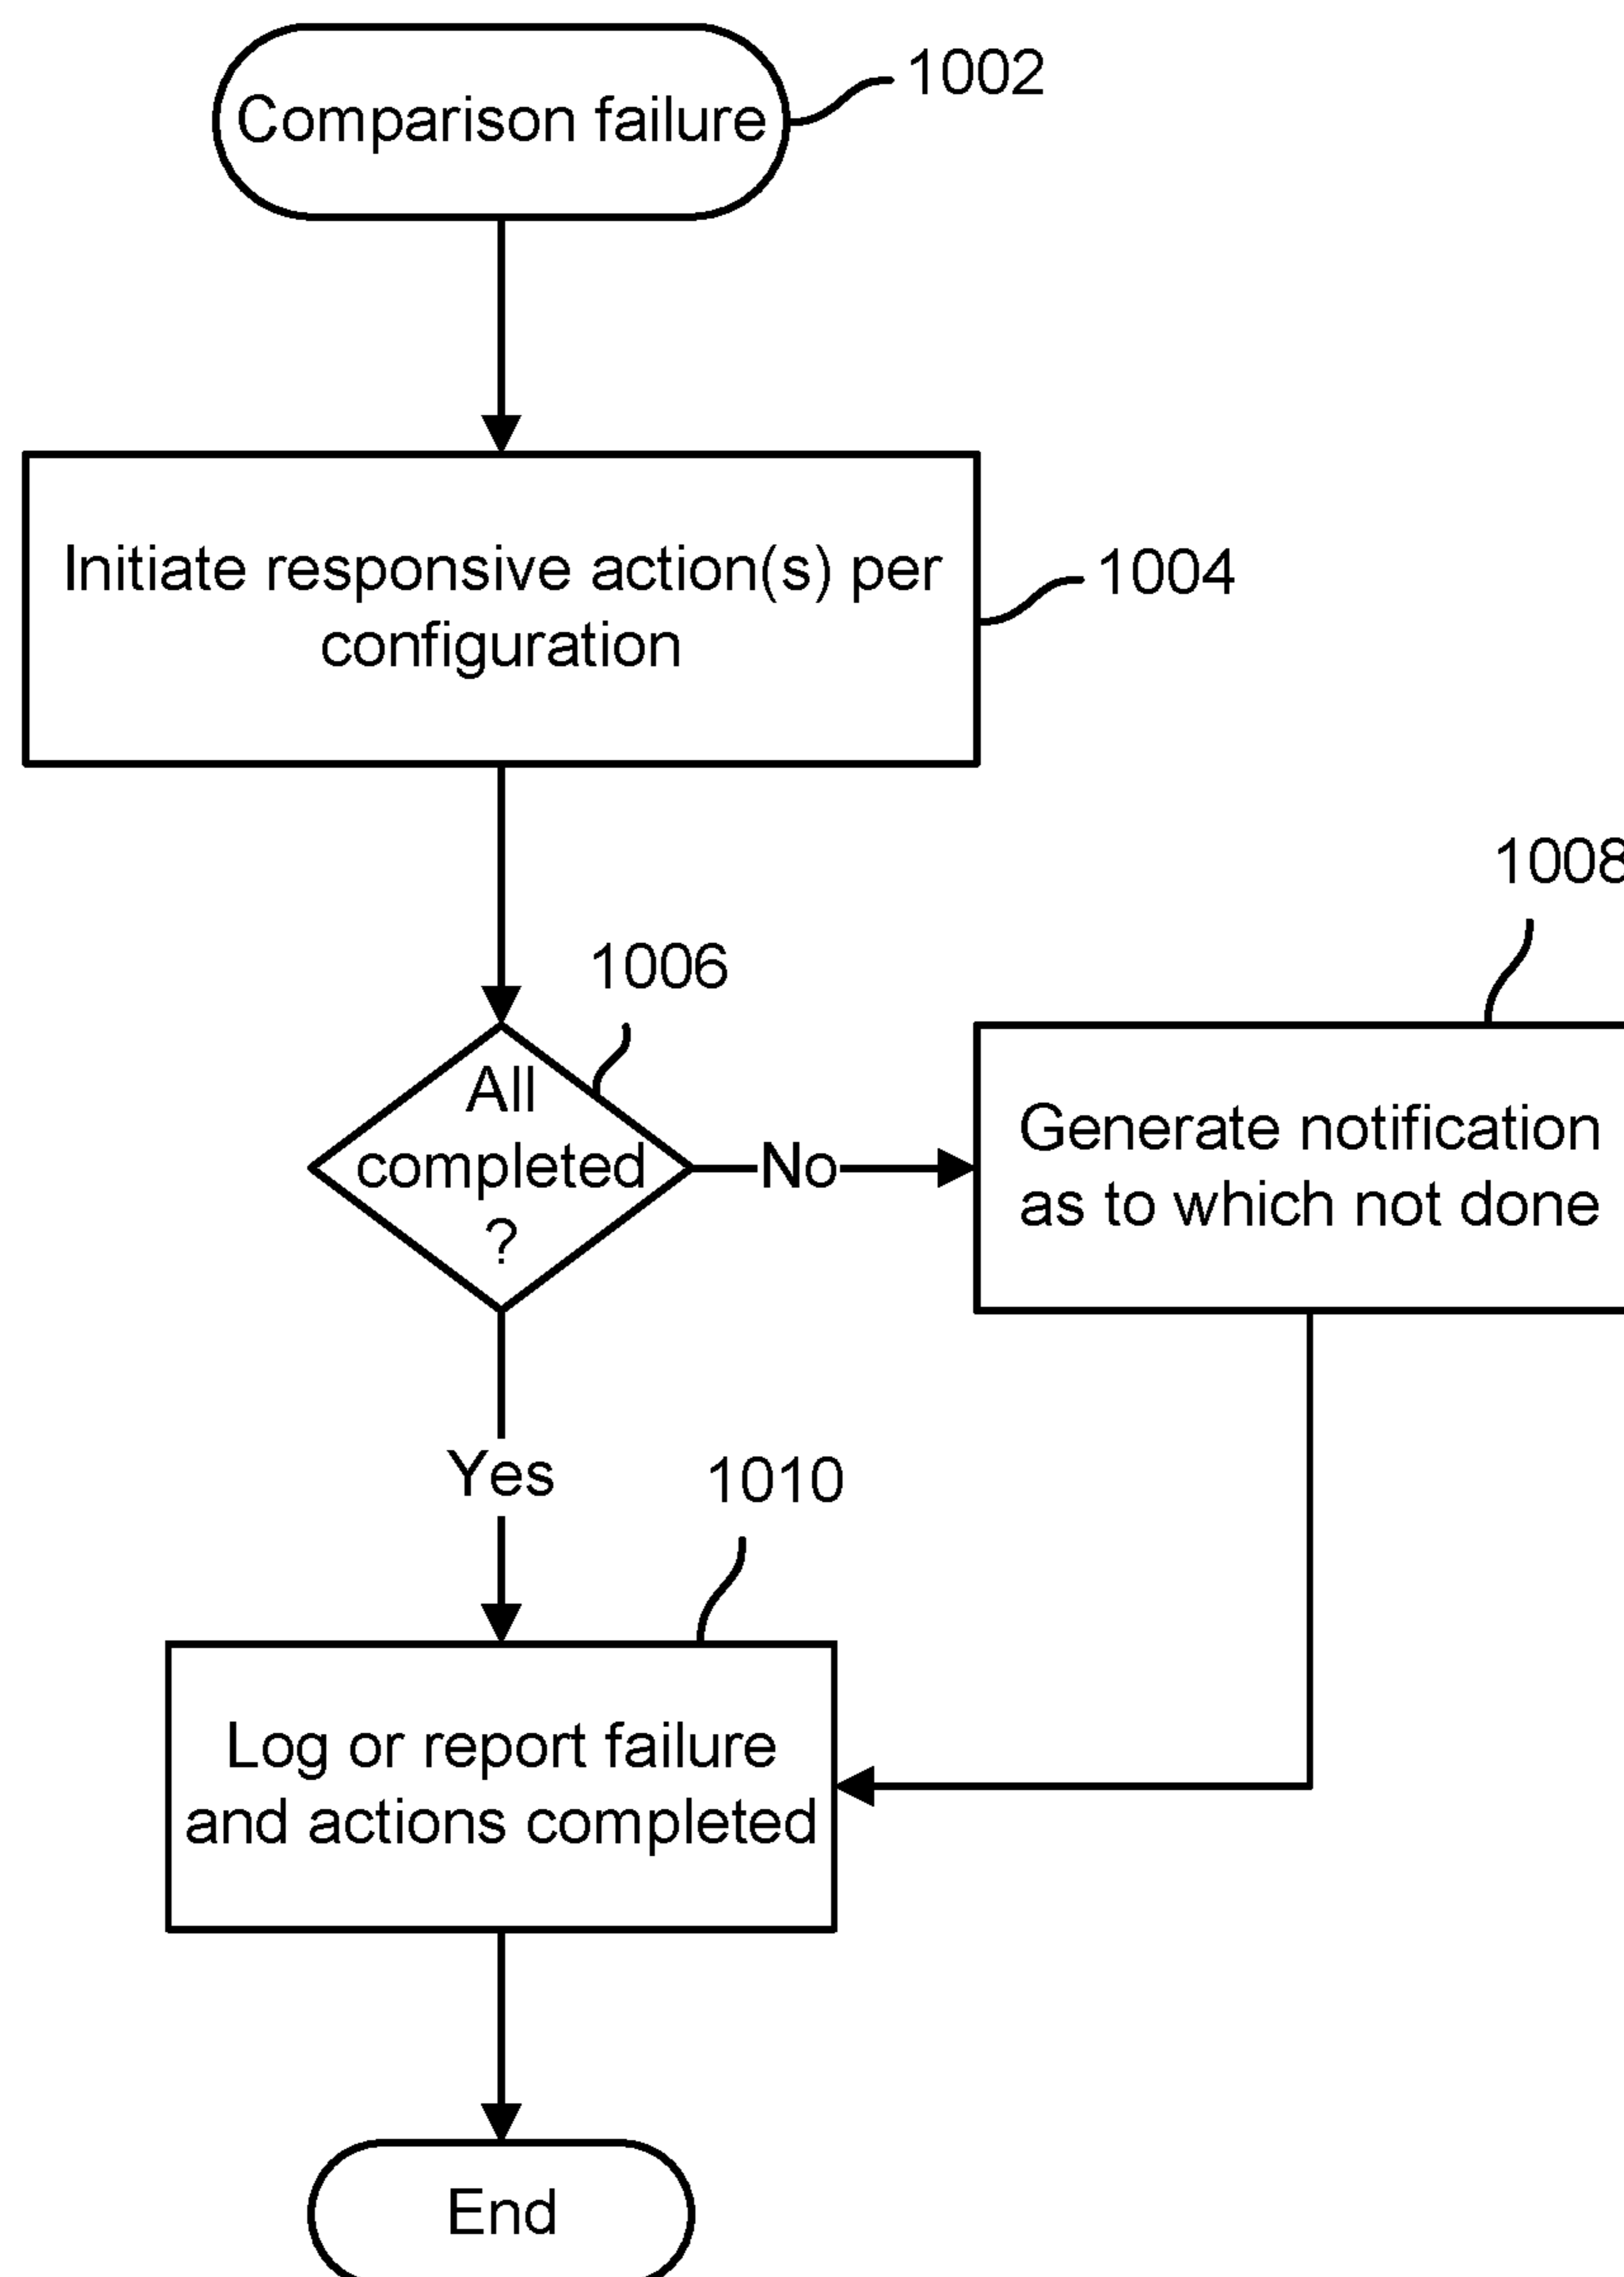 Comparison failure
1002
Initiate responsive action(s) per
configuration
1004
1006
1008
All
completed
?
No
Generate notification
as to which not done
Yes
1010
Log or report failure
and actions completed
End